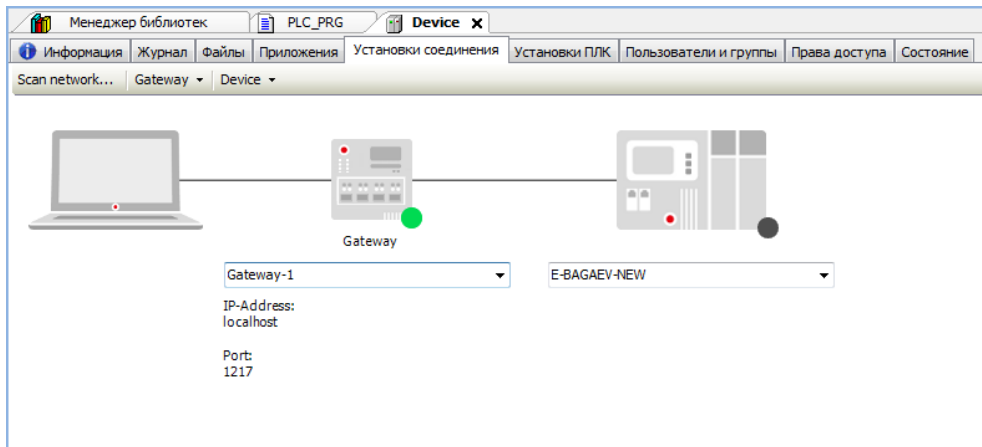 Менеджер библиотек PLC_PRG Device
Информация Журнал Файлы Приложения Установки соединения Установки ПЛК Пользователи и группы Права доступа Состояние
Scan network... Gateway Device
Gateway
Gateway-1 E-BAGAEV-NEW
IP-Address:
localhost
Port:
1217